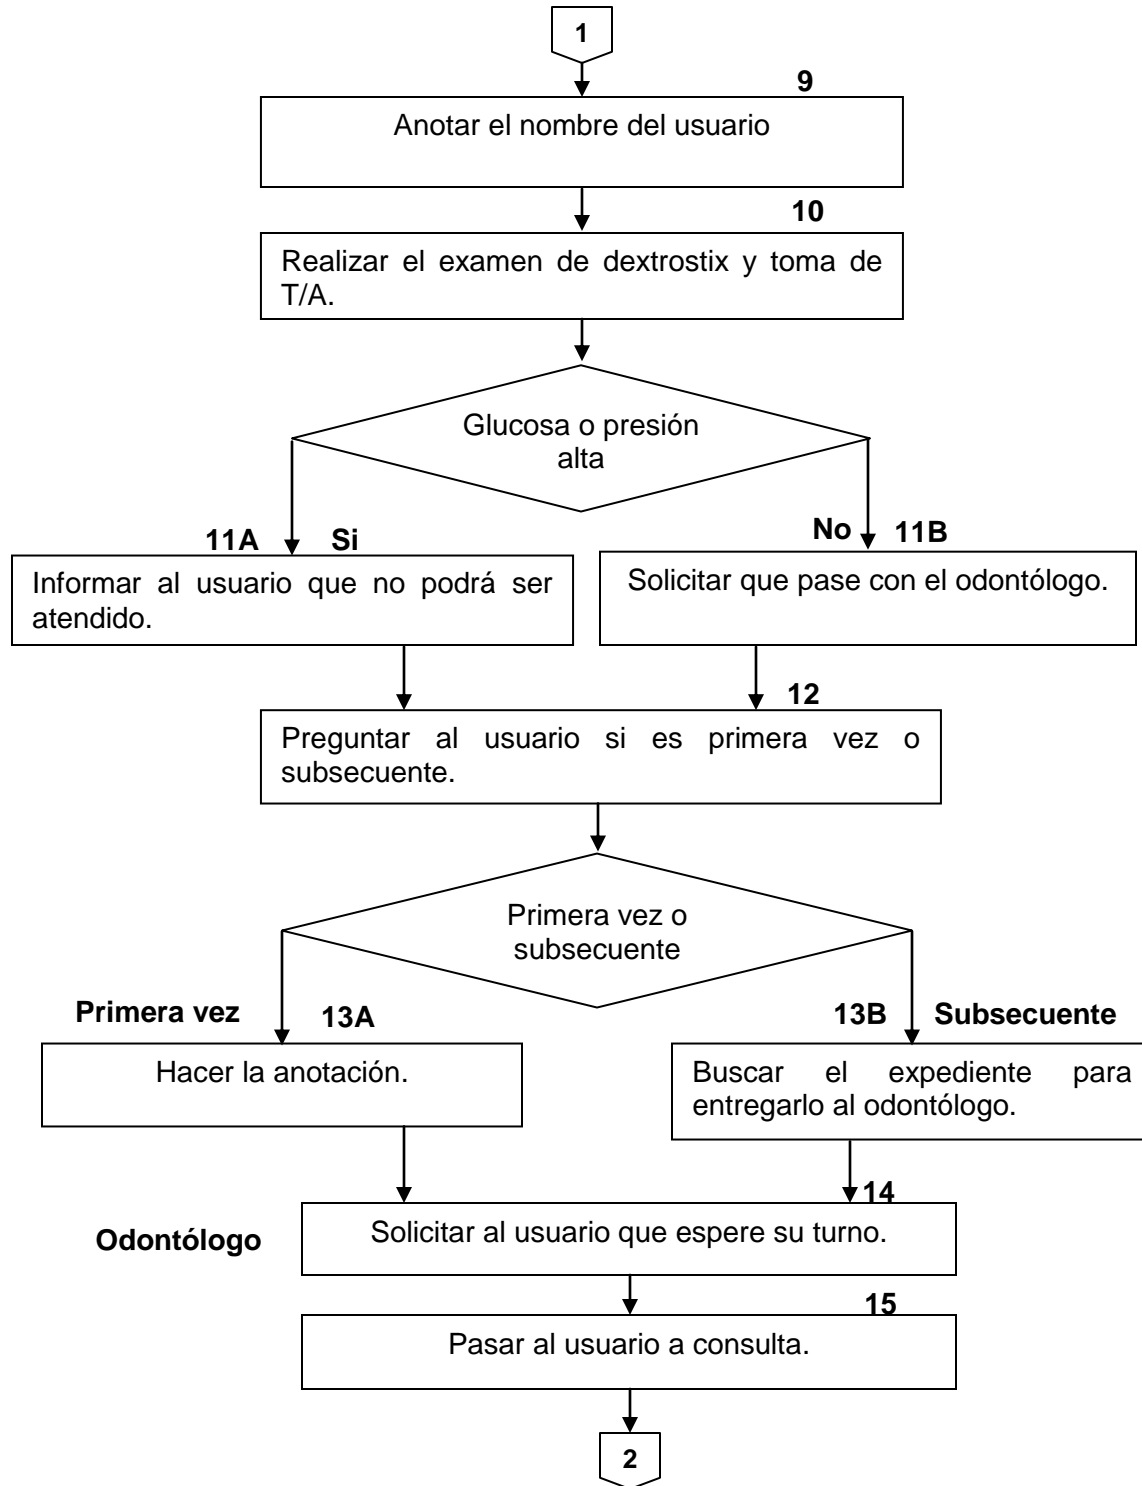 1
9
Anotar el nombre del usuario
10
Realizar el examen de dextrostix y toma de
T/A.
Glucosa o presión
alta
11A Si
No 11B
Informar al usuario que no podrá ser
atendido.
Solicitar que pase con el odontólogo.
12
Preguntar al usuario si es primera vez o
subsecuente.
Primera vez o
subsecuente
Primera vez 13A
13B Subsecuente
Hacer la anotación.
Buscar el expediente para
entregarlo al odontólogo.
14
Odontólogo
Solicitar al usuario que espere su turno.
15
Pasar al usuario a consulta.
2